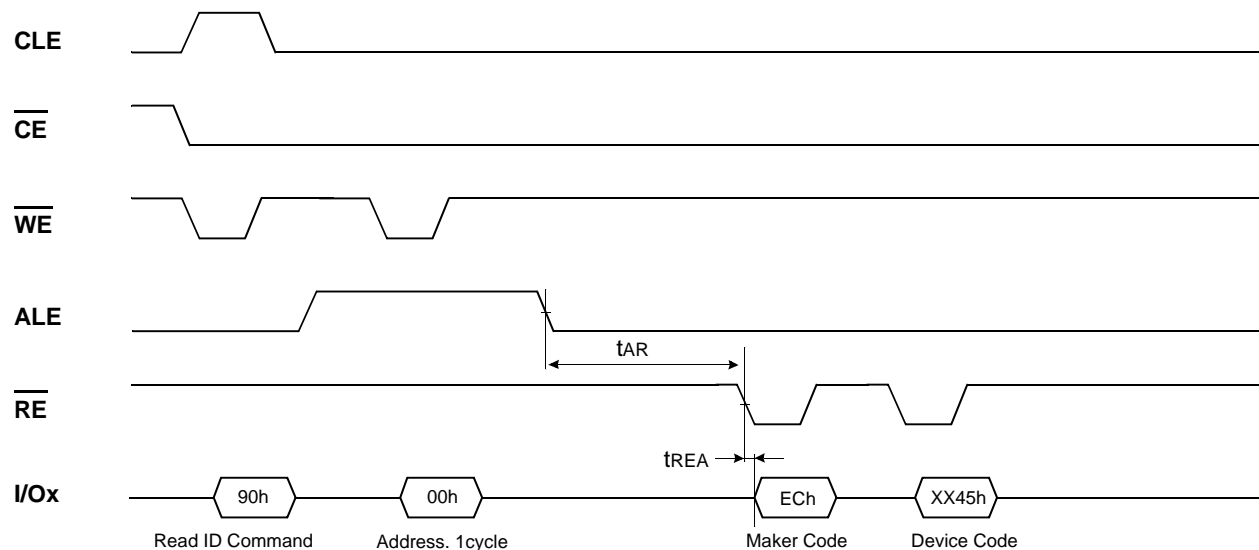 CLE
CE
WE
ALE
tAR
RE
tREA
I/Ox
90h
00h
ECh
XX45h
Read ID Command
Address. 1cycle
Maker Code
Device Code